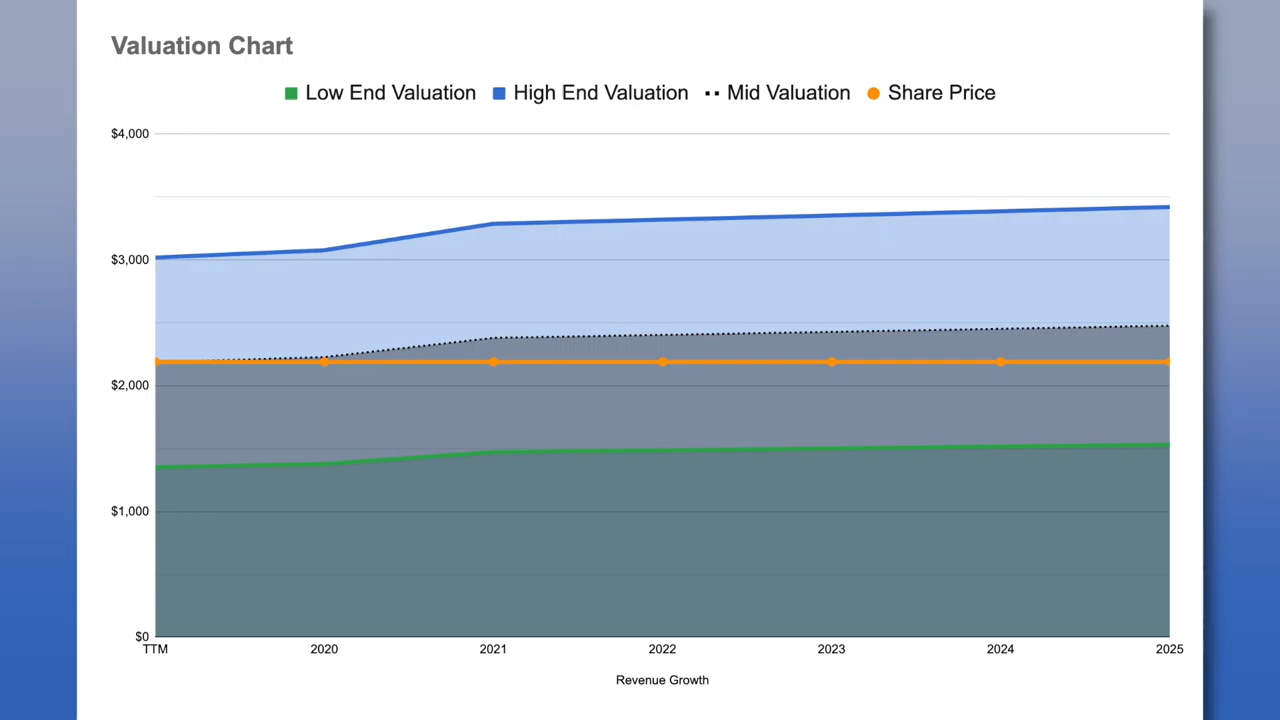 Valuation Chart
Low End Valuation High End Valuation Mid Valuation Share Price
$4,000
$3,000
$2,000
$1,000
$0
TTM 2020 2021 2022 2023 2024 2025
Revenue Growth